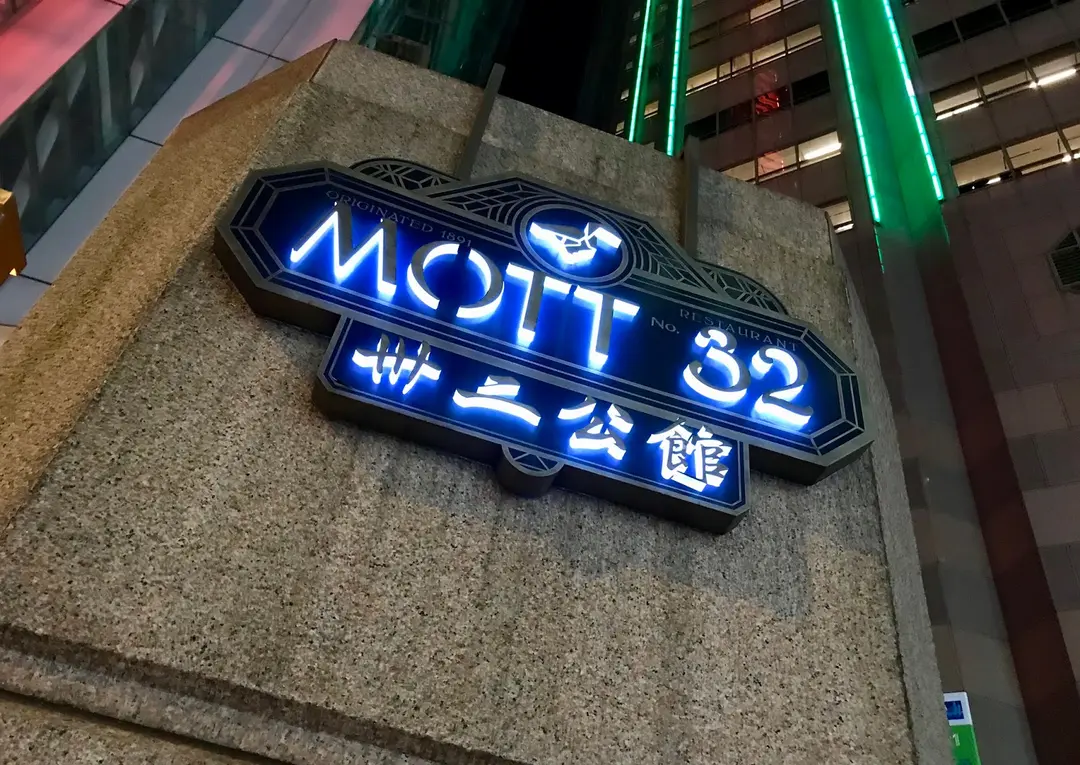 ORIGINATED 1891
MOTT 32
RESTAURANT
No.
卅二公館